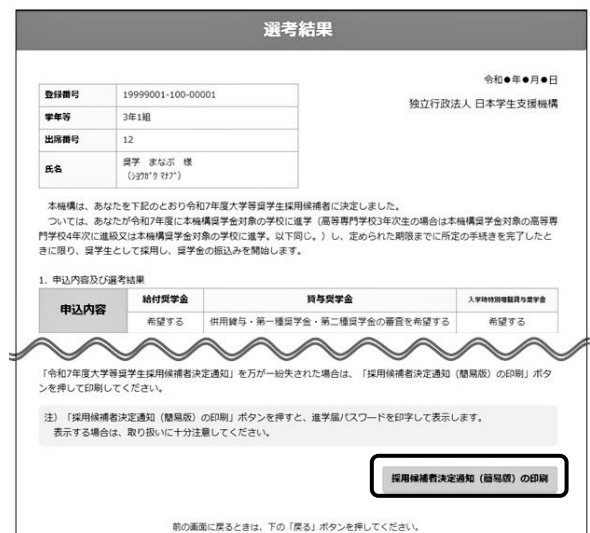 選考結果
令和●年●月●日
独立行政法人 日本学生支援機構
登録番号 19999001-100-00001
学年等 3年1組
出席番号 12
氏名 奨学 まなぶ 様
(ｼｮｳｶﾞｸ ﾏﾅﾌﾞ)
本機構は、あなたを下記のとおり令和7年度大学等奨学生採用候補者に決定しました。
ついては、あなたが令和7年度に本機構奨学金対象の学校に進学（高等専門学校3年次生の場合は本機構奨学金対象の高等専
門学校4年次に進級又は本機構奨学金対象の学校に進学。以下同じ。）し、定められた期限までに所定の手続きを完了したと
きに限り、奨学生として採用し、奨学金の振込みを開始します。
1. 申込内容及び選考結果
申込内容 給付奨学金 貸与奨学金 入学時特別増額貸与奨学金
希望する 併用貸与・第一種奨学金・第二種奨学金の審査を希望する 希望する
「令和7年度大学等奨学生採用候補者決定通知」を万が一紛失された場合は、「採用候補者決定通知（簡易版）の印刷」ボタ
ンを押して印刷してください。
注）「採用候補者決定通知（簡易版）の印刷」ボタンを押すと、進学届パスワードを印字して表示します。
表示する場合は、取り扱いに十分注意してください。
採用候補者決定通知（簡易版）の印刷
前の画面に戻るときは、下の「戻る」ボタンを押してください。